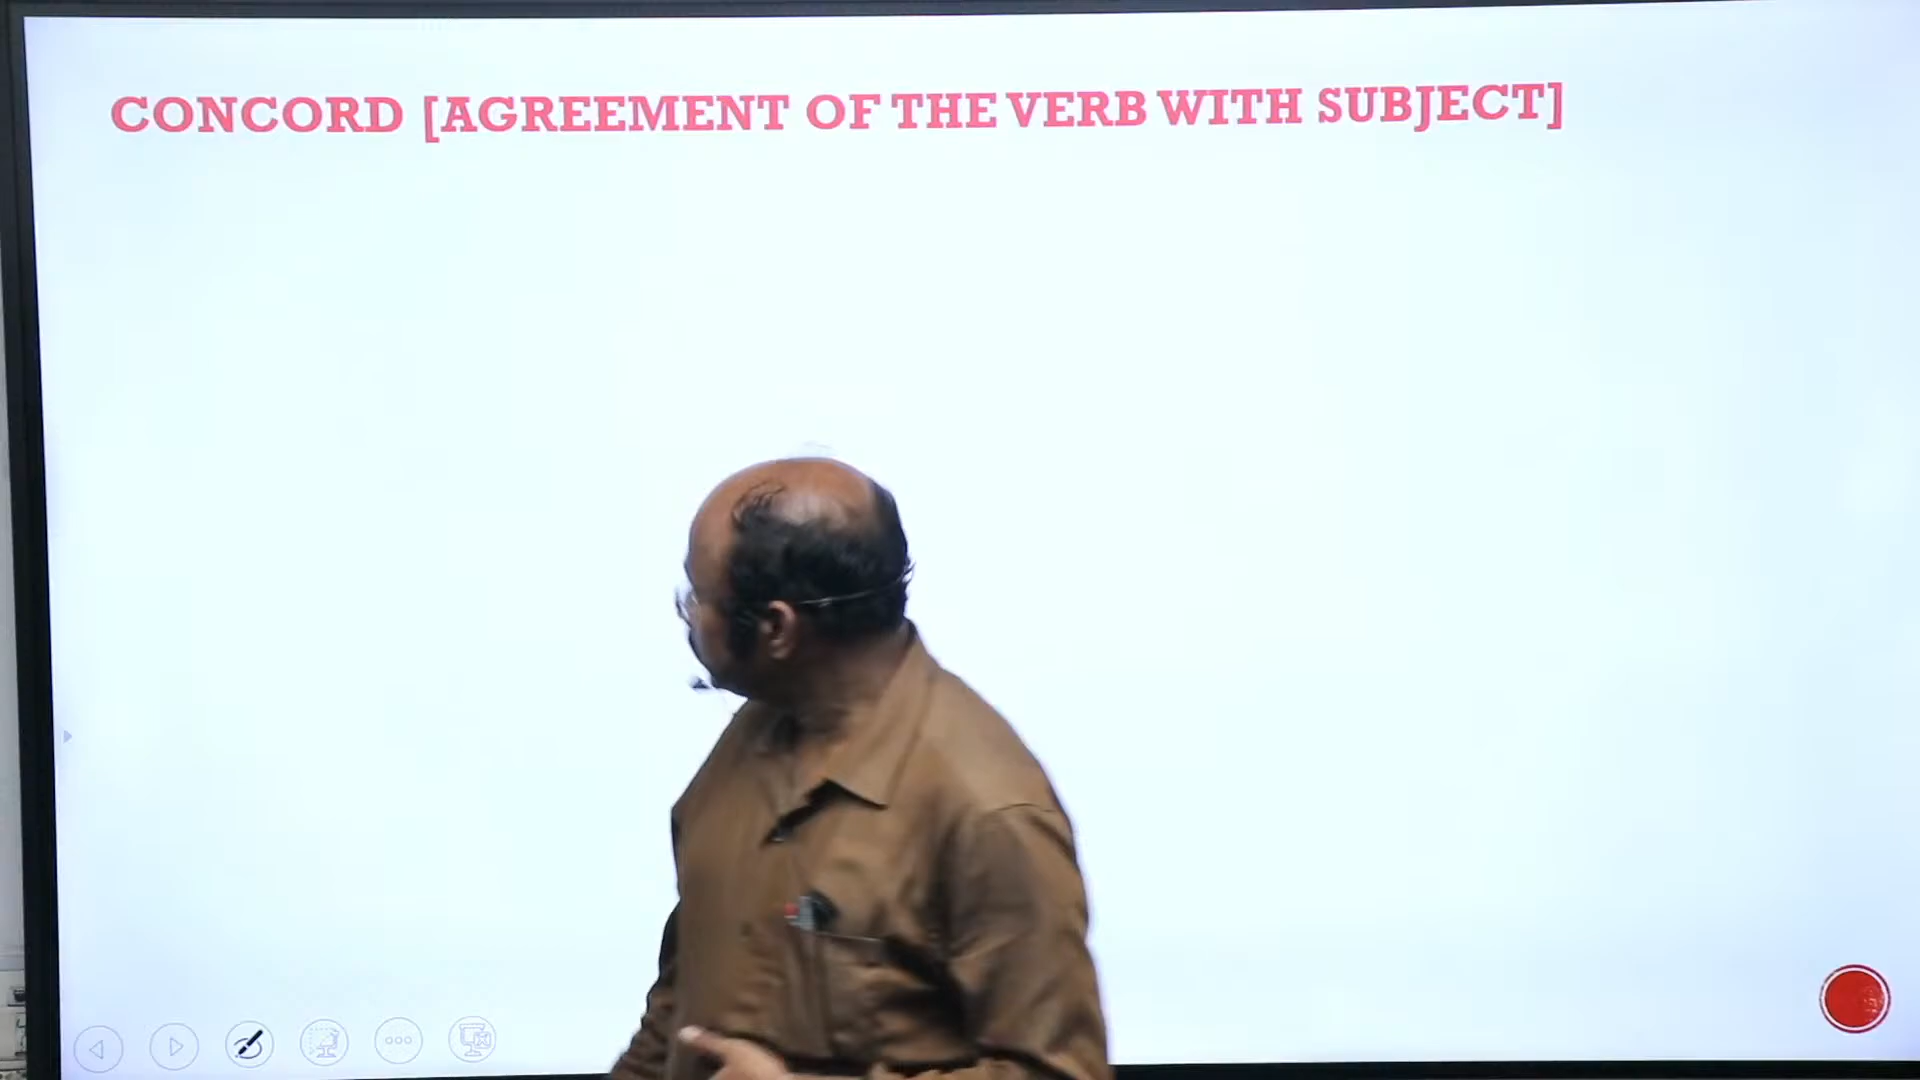 CONCORD [AGREEMENT OF THE VERB WITH SUBJECT]